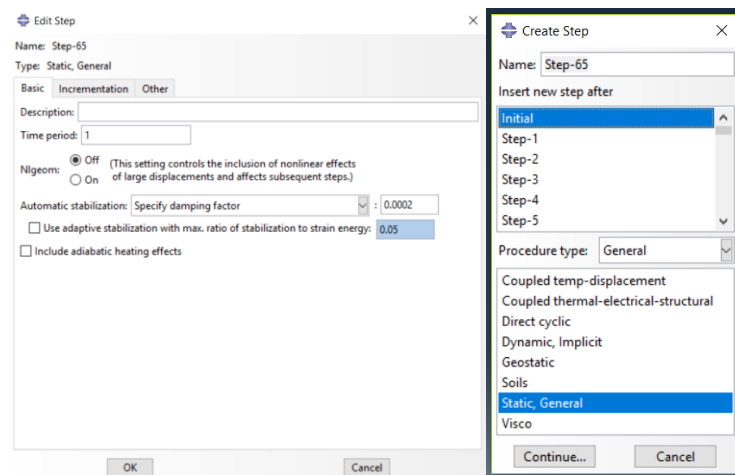 Edit Step
Name: Step-65
Type: Static, General
Basic Incrementation Other
Description:
Time period: 1
Nlgeom: Off (This setting controls the inclusion of nonlinear effects
On of large displacements and affects subsequent steps.)
Automatic stabilization: Specify damping factor : 0.0002
Use adaptive stabilization with max. ratio of stabilization to strain energy: 0.05
Include adiabatic heating effects
OK Cancel
Create Step
Name: Step-65
Insert new step after
Initial
Step-1
Step-2
Step-3
Step-4
Step-5
Procedure type: General
Coupled temp-displacement
Coupled thermal-electrical-structural
Direct cyclic
Dynamic, Implicit
Geostatic
Soils
Static, General
Visco
Continue... Cancel